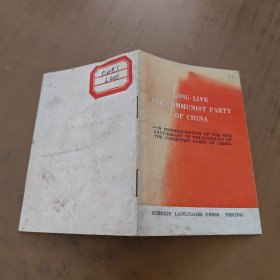 LONG LIVE
THE COMMUNIST PARTY
OF CHINA
—IN COMMEMORATION OF THE
ANNIVERSARY OF THE FOUNDING OF
THE COMMUNIST PARTY OF CHINA
FOREIGN LANGUAGES PRESS PEKING